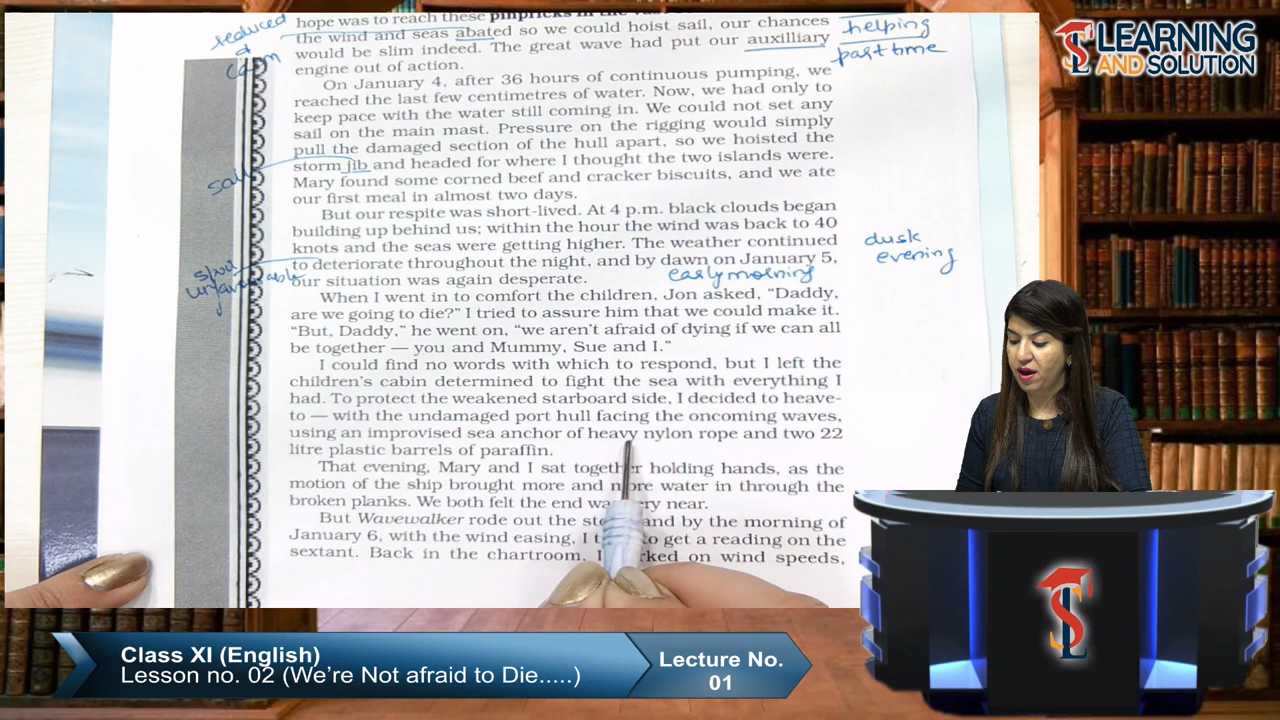 hope was to reach these pinpricks in the
the wind and seas abated so we could hoist sail, our chances
would be slim indeed. The great wave had put our auxilliary
engine out of action.
On January 4, after 36 hours of continuous pumping, we
reached the last few centimetres of water. Now, we had only to
keep pace with the water still coming in. We could not set any
sail on the main mast. Pressure on the rigging would simply
pull the damaged section of the hull apart, so we hoisted the
storm jib and headed for where I thought the two islands were.
Mary found some corned beef and cracker biscuits, and we ate
our first meal in almost two days.
But our respite was short-lived. At 4 p.m. black clouds began
building up behind us; within the hour the wind was back to 40
knots and the seas were getting higher. The weather continued
to deteriorate throughout the night, and by dawn on January 5,
our situation was again desperate.
When I went in to comfort the children, Jon asked, “Daddy,
are we going to die?” I tried to assure him that we could make it.
“But, Daddy,” he went on, “we aren't afraid of dying if we can all
be together — you and Mummy, Sue and I.”
I could find no words with which to respond, but I left the
children's cabin determined to fight the sea with everything I
had. To protect the weakened starboard side, I decided to heave-
to — with the undamaged port hull facing the oncoming waves,
using an improvised sea anchor of heavy nylon rope and two 22
litre plastic barrels of paraffin.
That evening, Mary and I sat together holding hands, as the
motion of the ship brought more and more water in through the
broken planks. We both felt the end was very near.
But Wavewalker rode out the and by the morning of
January 6, with the wind easing, I to get a reading on the
sextant. Back in the chartroom, on wind speeds,
reduced
calm
helping
part time
sail
dusk
evening
early morning
LEARNING
AND SOLUTION
Class XI (English)
Lesson no. 02 (We're Not afraid to Die.....)
Lecture No.
01